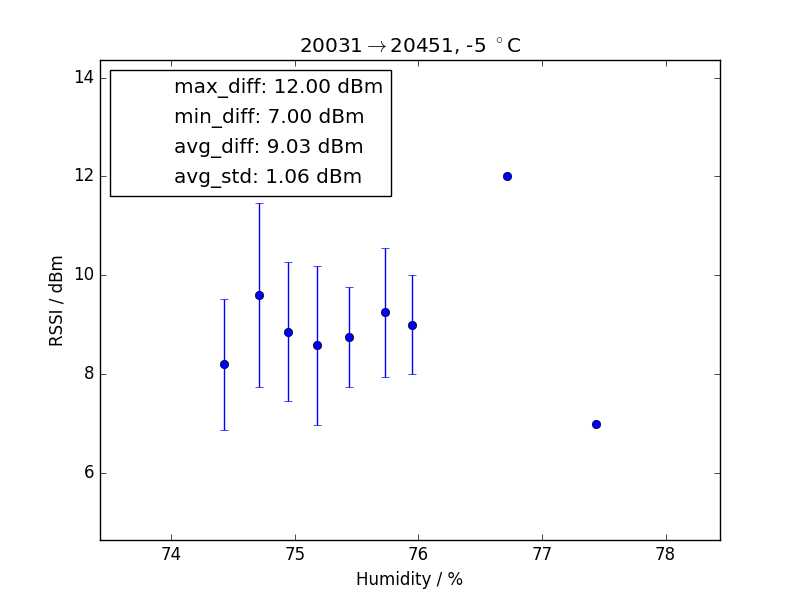 20031→20451, -5 °C
max_diff: 12.00 dBm
min_diff: 7.00 dBm
avg_diff: 9.03 dBm
avg_std: 1.06 dBm
RSSI / dBm
14
12
10
8
6
74 75 76 77 78
Humidity / %